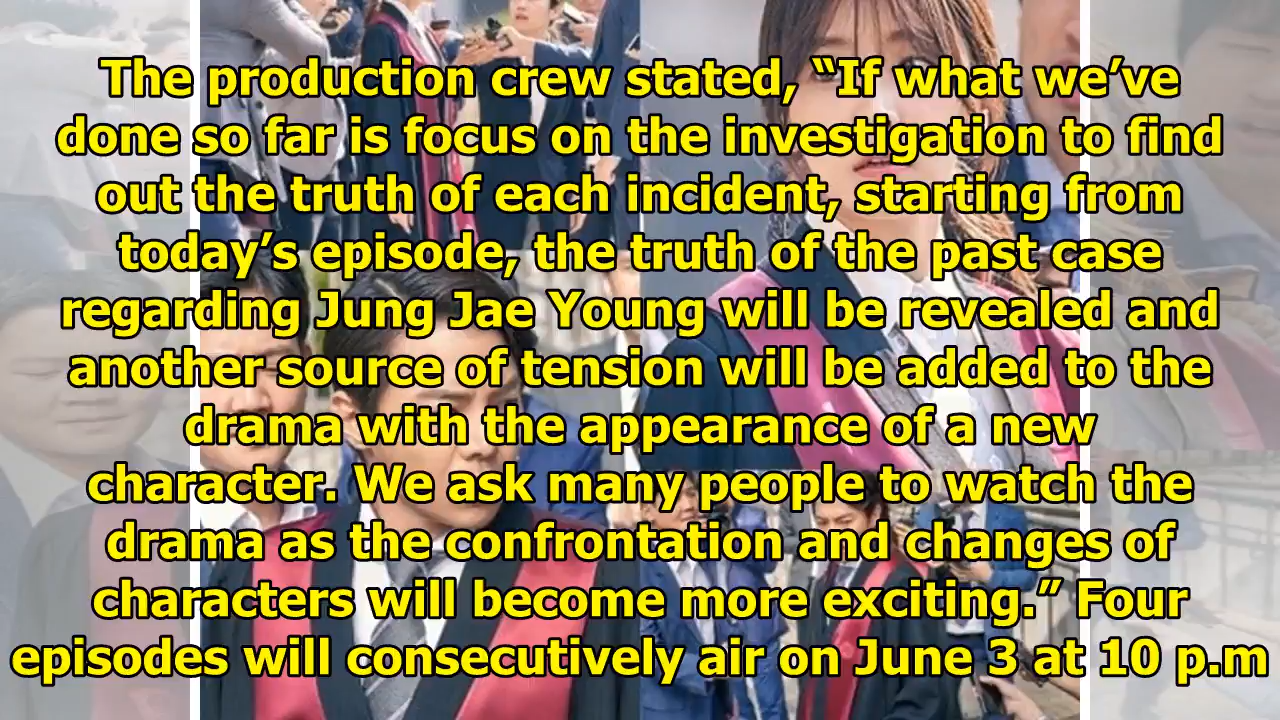 The production crew stated, “If what we’ve
done so far is focus on the investigation to find
out the truth of each incident, starting from
today’s episode, the truth of the past case
regarding Jung Jae Young will be revealed and
another source of tension will be added to the
drama with the appearance of a new
character. We ask many people to watch the
drama as the confrontation and changes of
characters will become more exciting.” Four
episodes will consecutively air on June 3 at 10 p.m